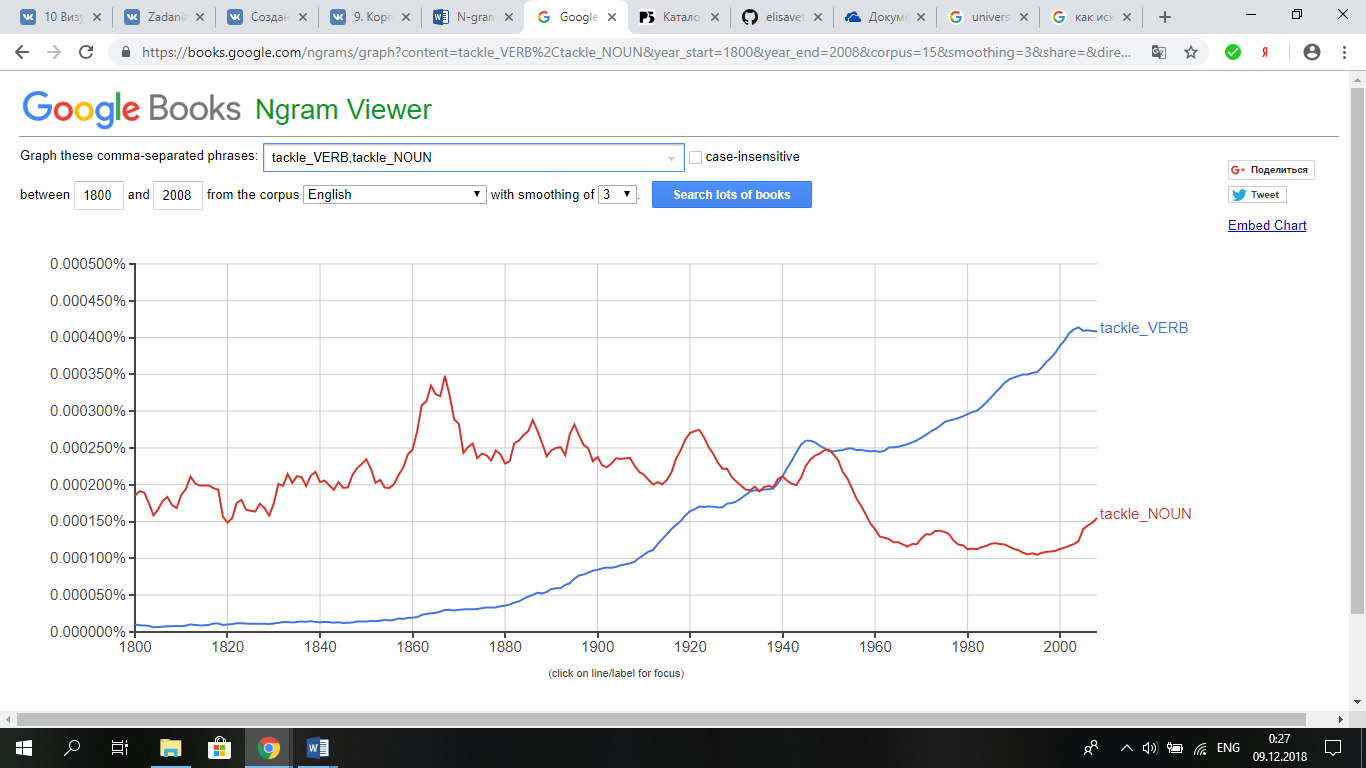 10 Визу
Zadani
Создан
9. Корп
N-gram
Google
Катало
elisavet
Докуме
univers
как иск
https://books.google.com/ngrams/graph?content=tackle_VERB%2Ctackle_NOUN&year_start=1800&year_end=2008&corpus=15&smoothing=3&share=&dire...
Google Books Ngram Viewer
Graph these comma-separated phrases: tackle_VERB,tackle_NOUN case-insensitive
between 1800 and 2008 from the corpus English with smoothing of 3 . Search lots of books
G+ Поделиться
Tweet
Embed Chart
0.000500%
0.000450%
0.000400%
0.000350%
0.000300%
0.000250%
0.000200%
0.000150%
0.000100%
0.000050%
0.000000%
tackle_VERB
tackle_NOUN
1800 1820 1840 1860 1880 1900 1920 1940 1960 1980 2000
(click on line/label for focus)
ENG
0:27
09.12.2018